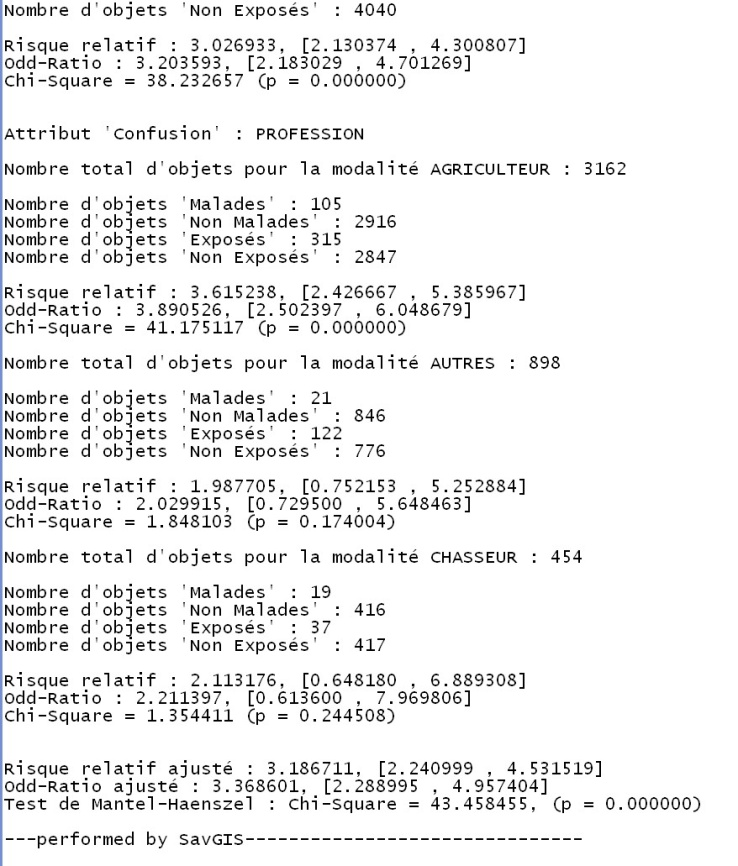 Nombre d'objets 'Non Exposés' : 4040
Risque relatif : 3.026933, [2.130374 , 4.300807]
Odd-Ratio : 3.203593, [2.183029 , 4.701269]
Chi-Square = 38.232657 (p = 0.000000)
Attribut 'Confusion' : PROFESSION
Nombre total d'objets pour la modalité AGRICULTEUR : 3162
Nombre d'objets 'Malades' : 105
Nombre d'objets 'Non Malades' : 2916
Nombre d'objets 'Exposés' : 315
Nombre d'objets 'Non Exposés' : 2847
Risque relatif : 3.615238, [2.426667 , 5.385967]
Odd-Ratio : 3.890526, [2.502397 , 6.048679]
Chi-Square = 41.175117 (p = 0.000000)
Nombre total d'objets pour la modalité AUTRES : 898
Nombre d'objets 'Malades' : 21
Nombre d'objets 'Non Malades' : 846
Nombre d'objets 'Exposés' : 122
Nombre d'objets 'Non Exposés' : 776
Risque relatif : 1.987705, [0.752153 , 5.252884]
Odd-Ratio : 2.029915, [0.729500 , 5.648463]
Chi-Square = 1.848103 (p = 0.174004)
Nombre total d'objets pour la modalité CHASSEUR : 454
Nombre d'objets 'Malades' : 19
Nombre d'objets 'Non Malades' : 416
Nombre d'objets 'Exposés' : 37
Nombre d'objets 'Non Exposés' : 417
Risque relatif : 2.113176, [0.648180 , 6.889308]
Odd-Ratio : 2.211397, [0.613600 , 7.969806]
Chi-Square = 1.354411 (p = 0.244508)
Risque relatif ajusté : 3.186711, [2.240999 , 4.531519]
Odd-Ratio ajusté : 3.368601, [2.288995 , 4.957404]
Test de Mantel-Haenszel : Chi-Square = 43.458455, (p = 0.000000)
---performed by SavGIS-------------------------------